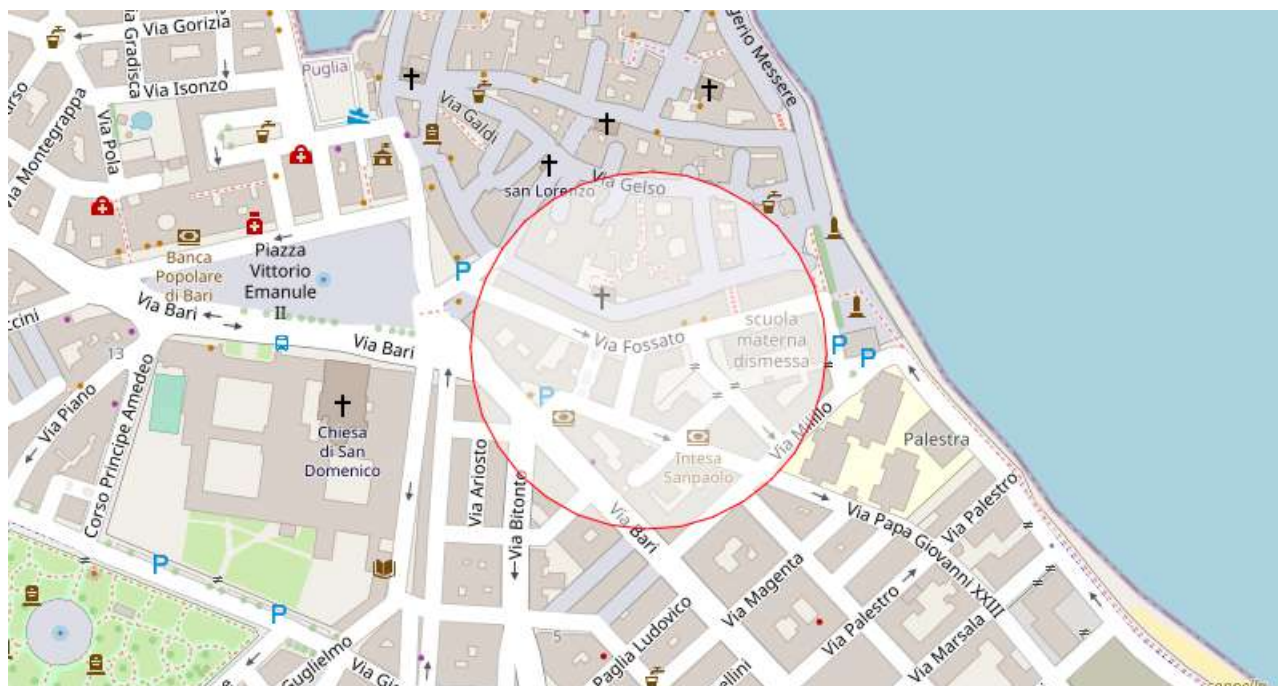 Via Gorizia
Via Gradisca
Puglia
Via Isonzo
Via Montegrappa
Via Pola
Via Galdi
san Lorenzo
Via Gelso
Banca
Popolare
di Bari
Piazza
Vittorio
Emanule
II
Via Bari
Via Bari
13
Via Piano
Corso Principe Amedeo
Chiesa
di San
Domenico
Via Ariosto
Via Bitonto
Via Fossato
scuola
materna
dismessa
P
P
P
P
P
P
Intesa
Sanpaolo
Via Milillo
Palestra
Via Bari
Via Papa Giovanni XXIII
Via Palestro
Via Magenta
Via Palestro
Via Marsala
5
Paglia Ludovico
Guglielmo